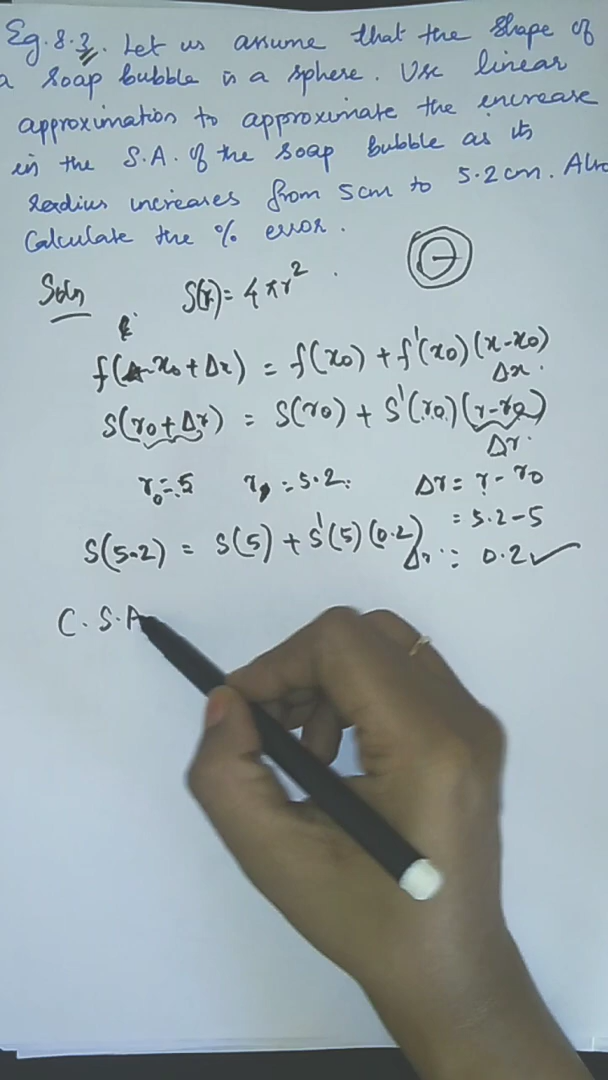 Eg. 8.3. Let us assume that the shape of
a soap bubble is a sphere. Use linear
approximation to approximate the increase
in the S.A. of the soap bubble as its
radius increases from 5cm to 5.2cm. Also
Calculate the % error.
Soln S(r) = 4πr²
f(x₀+Δx) = f(x₀) + f'(x₀)(x-x₀)
Δx.
S(r₀+Δr) = S(r₀) + S'(r₀)(r-r₀)
Δr.
r₀ = 5 r = 5.2. Δr = r - r₀
= 5.2-5
S(5.2) = S(5) + S'(5)(0.2) Δr = 0.2 ✓
C.S.A